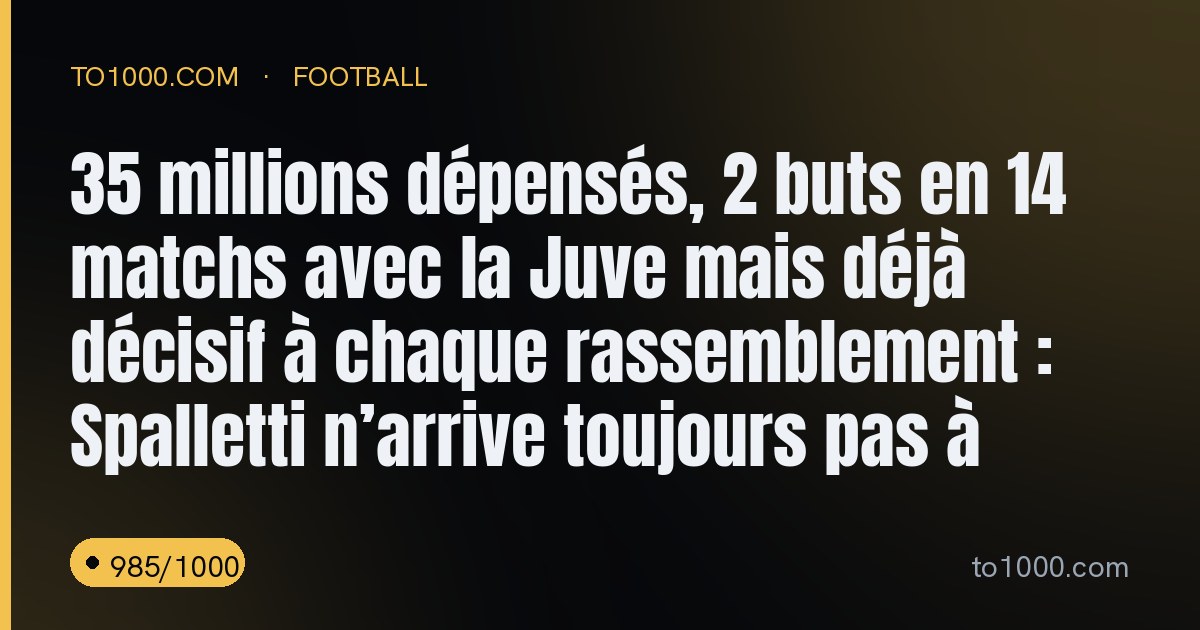 TO1000.COM · FOOTBALL
35 millions dépensés, 2 buts en 14
matchs avec la Juve mais déjà
décisif à chaque rassemblement :
Spalletti n’arrive toujours pas à
985/1000
to1000.com